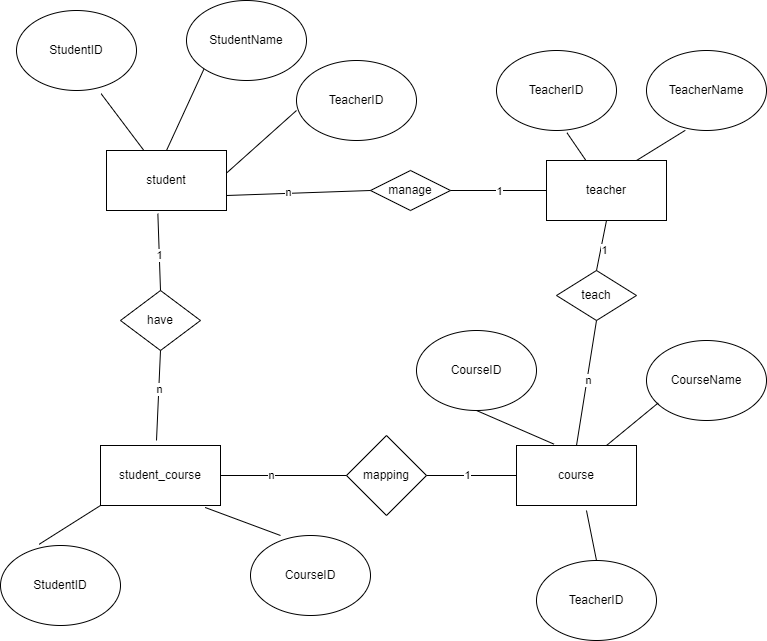 StudentID
StudentName
TeacherID
TeacherID
TeacherName
student
n
manage
1
teacher
1
1
have
teach
n
n
CourseID
CourseName
student_course
n
mapping
1
course
StudentID
CourseID
TeacherID